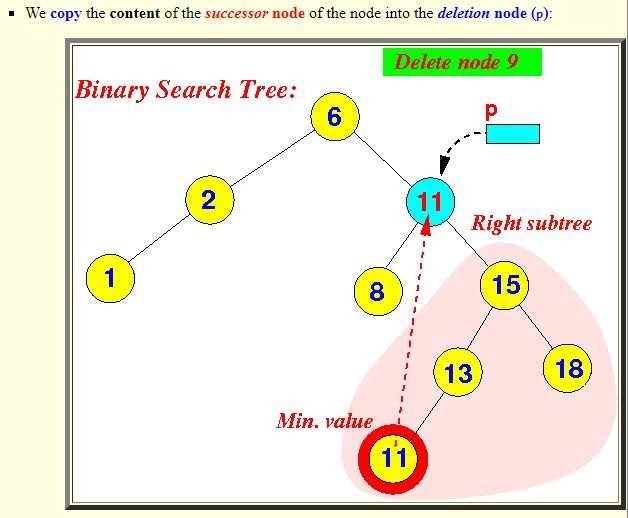 We copy the content of the successor node of the node into the deletion node (p):
Delete node 9
Binary Search Tree:
p
6
2
11
Right subtree
1
8
15
13
18
Min. value
11